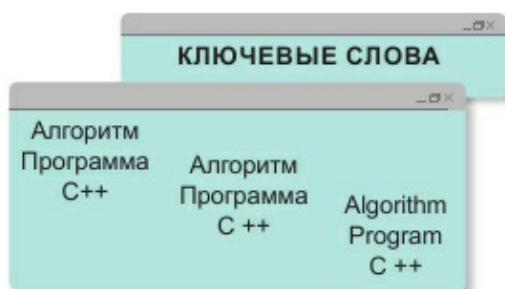 КЛЮЧЕВЫЕ СЛОВА
Алгоритм
Программа
C++
Алгоритм
Программа
C ++
Algorithm
Program
C ++